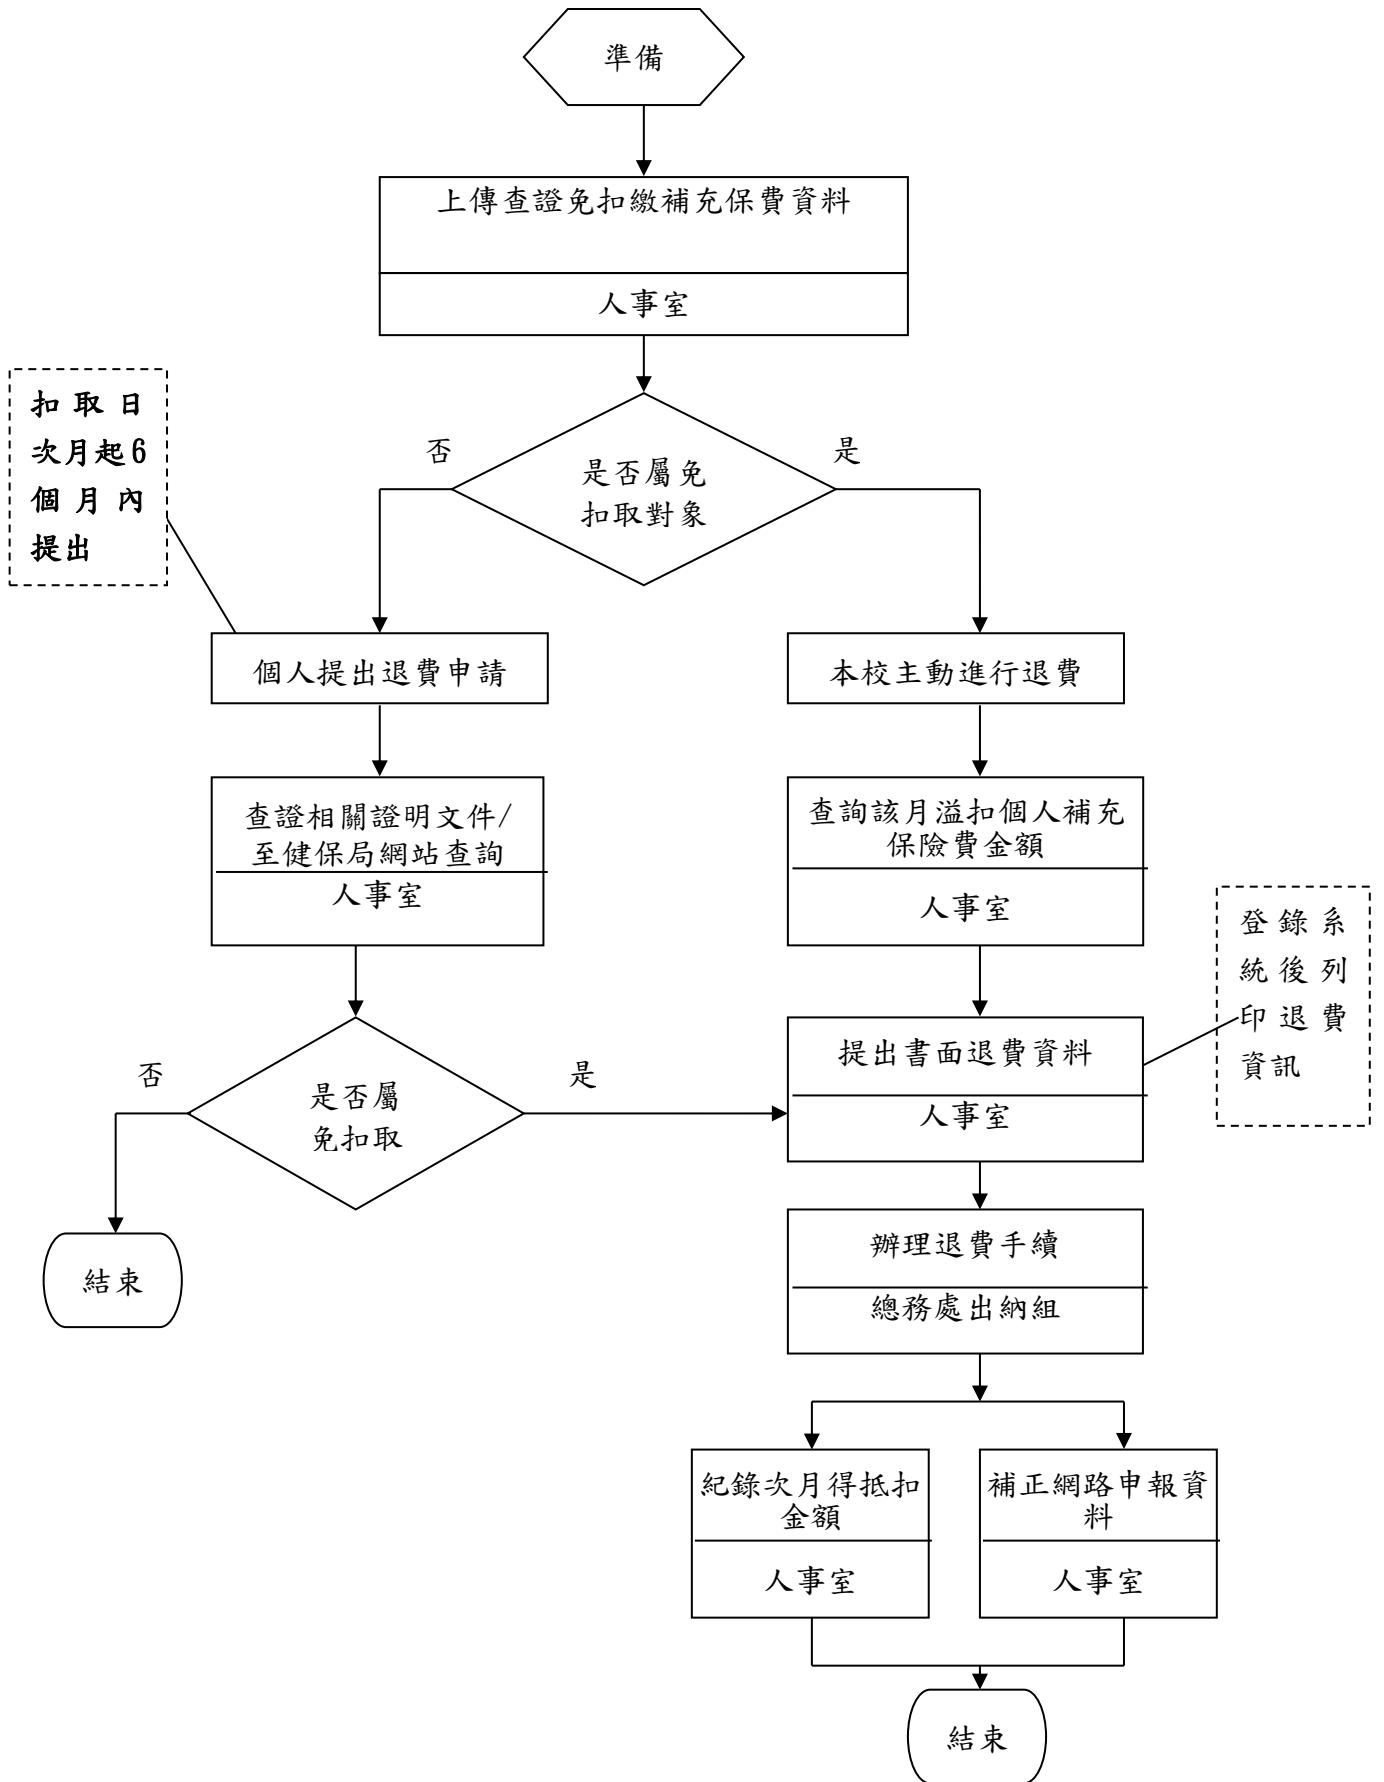 準備
上傳查證免扣繳補充保費資料
人事室
扣取日
次月起6
個月內
提出
否
是
是否屬免
扣取對象
個人提出退費申請
本校主動進行退費
查證相關證明文件/
至健保局網站查詢
人事室
查詢該月溢扣個人補充
保險費金額
人事室
登錄系
統後列
印退費
資訊
否
是否屬
免扣取
是
提出書面退費資料
人事室
結束
辦理退費手續
總務處出納組
紀錄次月得抵扣
金額
人事室
補正網路申報資
料
人事室
結束